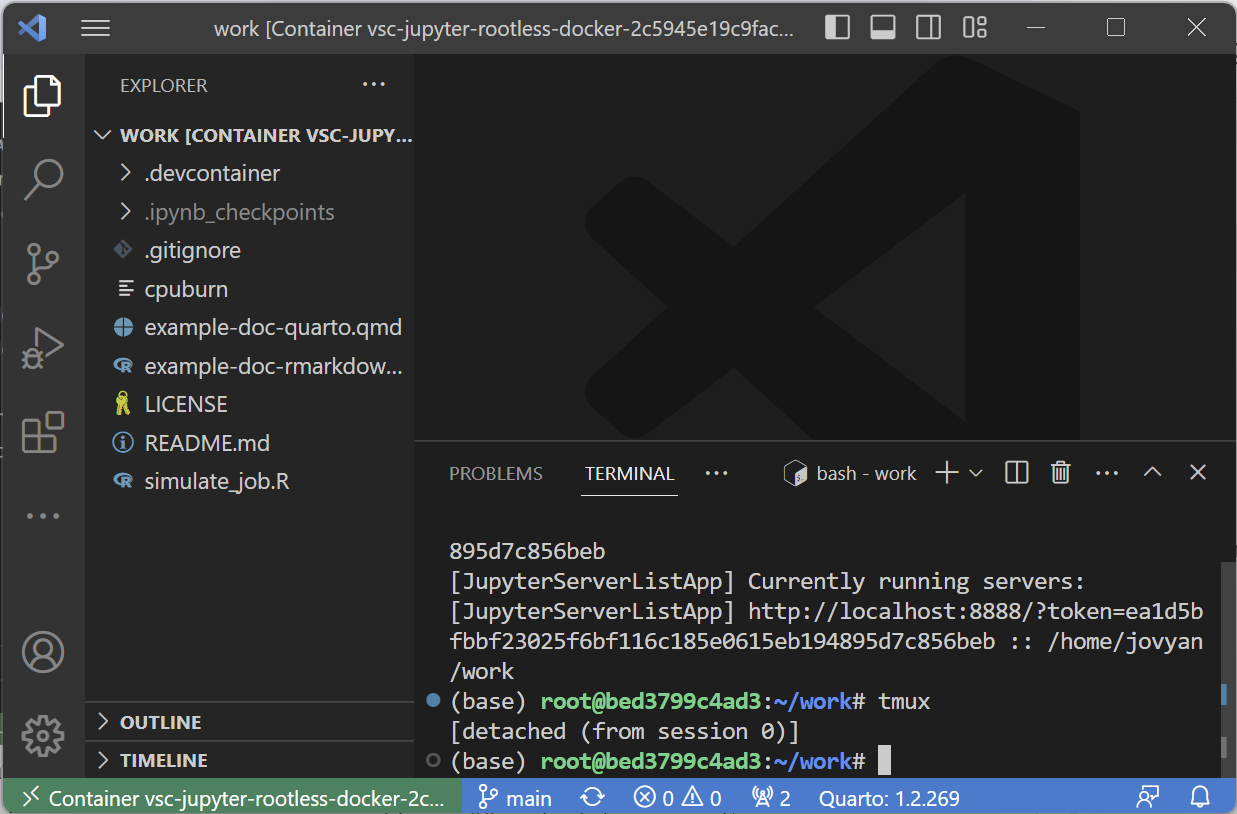 work [Container vsc-jupyter-rootless-docker-2c5945e19c9fac...
EXPLORER
WORK [CONTAINER VSC-JUPY...
.devcontainer
.ipynb_checkpoints
.gitignore
cpuburn
example-doc-quarto.qmd
example-doc-rmarkdow...
LICENSE
README.md
simulate_job.R
OUTLINE
TIMELINE
PROBLEMS TERMINAL ... bash - work
895d7c856beb
[JupyterServerListApp] Currently running servers:
[JupyterServerListApp] http://localhost:8888/?token=ea1d5b
fbbf23025f6bf116c185e0615eb194895d7c856beb :: /home/jovyan
/work
(base) root@bed3799c4ad3:~/work# tmux
[detached (from session 0)]
(base) root@bed3799c4ad3:~/work#
Container vsc-jupyter-rootless-docker-2c... main 0 0 2 Quarto: 1.2.269